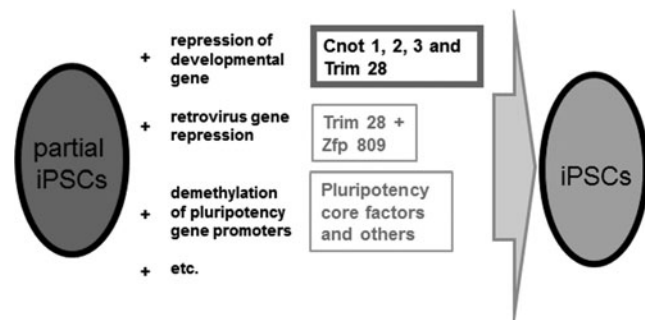 partial
iPSCs
+ repression of
developmental
gene
Cnot 1, 2, 3 and
Trim 28
+ retrovirus gene
repression
Trim 28 +
Zfp 809
+ demethylation
of pluripotency
gene promoters
Pluripotency
core factors
and others
+ etc.
iPSCs